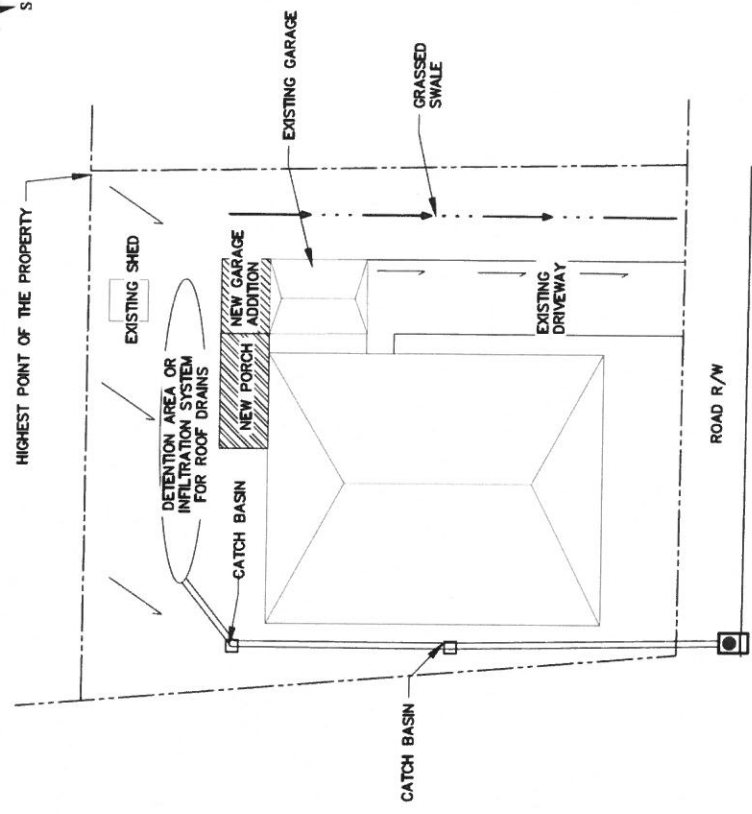 S
HIGHEST POINT OF THE PROPERTY
EXISTING SHED
EXISTING GARAGE
GRASSED
SWALE
DETENTION AREA OR
INFILTRATION SYSTEM
FOR ROOF DRAINS
NEW GARAGE
ADDITION
NEW PORCH
CATCH BASIN
EXISTING
DRIVEWAY
CATCH BASIN
ROAD R/W